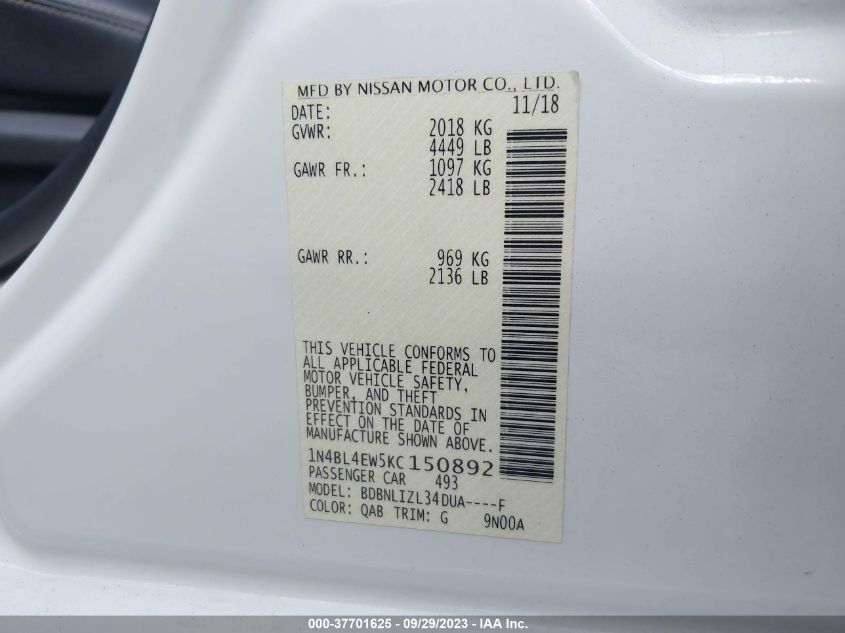 MFD BY NISSAN MOTOR CO., LTD.
DATE: 11/18
GVWR: 2018 KG
4449 LB
GAWR FR.: 1097 KG
2418 LB
GAWR RR.: 969 KG
2136 LB
THIS VEHICLE CONFORMS TO
ALL APPLICABLE FEDERAL
MOTOR VEHICLE SAFETY,
BUMPER, AND THEFT
PREVENTION STANDARDS IN
EFFECT ON THE DATE OF
MANUFACTURE SHOWN ABOVE.
1N4BL4EW5KC150892
PASSENGER CAR 493
MODEL: BDBNLIZL34DUA----F
COLOR: QAB TRIM: G 9N00A
000-37701625 - 09/29/2023 - IAA Inc.